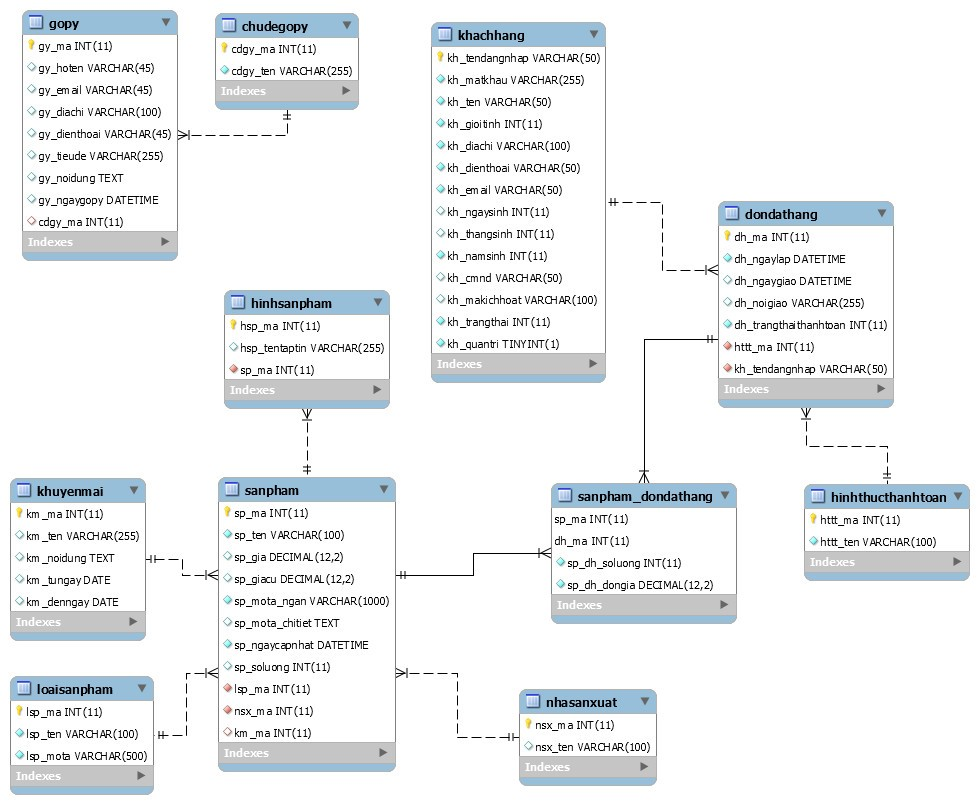 gopy
gy_ma INT(11)
gy_hoten VARCHAR(45)
gy_email VARCHAR(45)
gy_diachi VARCHAR(100)
gy_dienthoai VARCHAR(45)
gy_tieude VARCHAR(255)
gy_noidung TEXT
gy_ngaygopy DATETIME
cdgy_ma INT(11)
Indexes
chudegopy
cdgy_ma INT(11)
cdgy_ten VARCHAR(255)
Indexes
khachhang
kh_tendangnhap VARCHAR(50)
kh_matkhau VARCHAR(255)
kh_ten VARCHAR(50)
kh_gioitinh INT(11)
kh_diachi VARCHAR(100)
kh_dienthoai VARCHAR(50)
kh_email VARCHAR(50)
kh_ngaysinh INT(11)
kh_thangsinh INT(11)
kh_namsinh INT(11)
kh_cmnd VARCHAR(50)
kh_makichhoat VARCHAR(100)
kh_trangthai INT(11)
kh_quantri TINYINT(1)
Indexes
dondathang
dh_ma INT(11)
dh_ngaylap DATETIME
dh_ngaygiao DATETIME
dh_noigiao VARCHAR(255)
dh_trangthaithanhtoan INT(11)
httt_ma INT(11)
kh_tendangnhap VARCHAR(50)
Indexes
hinhsanpham
hsp_ma INT(11)
hsp_tentaptin VARCHAR(255)
sp_ma INT(11)
Indexes
khuyenmai
km_ma INT(11)
km_ten VARCHAR(255)
km_noidung TEXT
km_tungay DATE
km_denngay DATE
Indexes
sanpham
sp_ma INT(11)
sp_ten VARCHAR(100)
sp_gia DECIMAL(12,2)
sp_giacu DECIMAL(12,2)
sp_mota_ngan VARCHAR(1000)
sp_mota_chitiet TEXT
sp_ngaycapnhat DATETIME
sp_soluong INT(11)
lsp_ma INT(11)
nsx_ma INT(11)
km_ma INT(11)
Indexes
sanpham_dondathang
sp_ma INT(11)
dh_ma INT(11)
sp_dh_soluong INT(11)
sp_dh_dongia DECIMAL(12,2)
Indexes
hinhthucthanhtoan
httt_ma INT(11)
httt_ten VARCHAR(100)
Indexes
loaisanpham
lsp_ma INT(11)
lsp_ten VARCHAR(100)
lsp_mota VARCHAR(500)
Indexes
nhasanxuat
nsx_ma INT(11)
nsx_ten VARCHAR(100)
Indexes